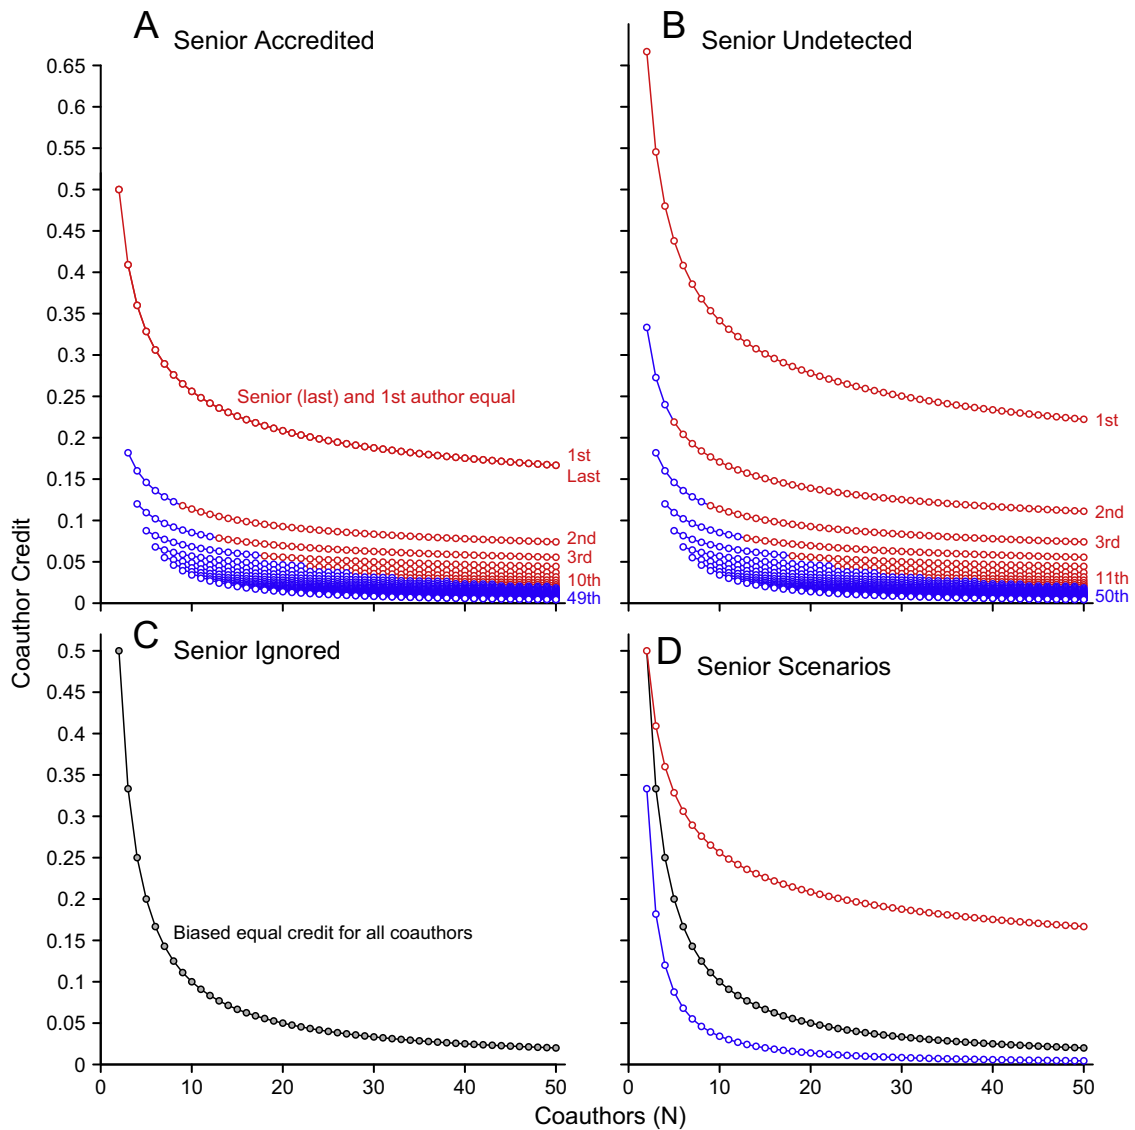 A Senior Accredited
B Senior Undetected
0.65
0.6
0.55
0.5
0.45
0.4
0.35
0.3
0.25
0.2
0.15
0.1
0.05
0
Senior (last) and 1st author equal
1st
Last
2nd
3rd
10th
49th
1st
2nd
3rd
11th
50th
Coauthor Credit
C Senior Ignored
D Senior Scenarios
0.5
0.45
0.4
0.35
0.3
0.25
0.2
0.15
0.1
0.05
0
Biased equal credit for all coauthors
0 10 20 30 40 50
0 10 20 30 40 50
Coauthors (N)